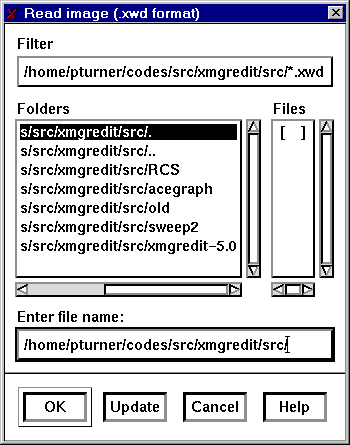 Read image (.xwd format)
Filter
/home/pturner/codes/src/xmgredit/src/*.xwd
Folders
Files
s/src/xmgredit/src/.
[ ]
s/src/xmgredit/src/..
s/src/xmgredit/src/RCS
s/src/xmgredit/src/acegraph
s/src/xmgredit/src/old
s/src/xmgredit/src/sweep2
s/src/xmgredit/src/xmgredit-5.0
Enter file name:
/home/pturner/codes/src/xmgredit/src/
OK Update Cancel Help